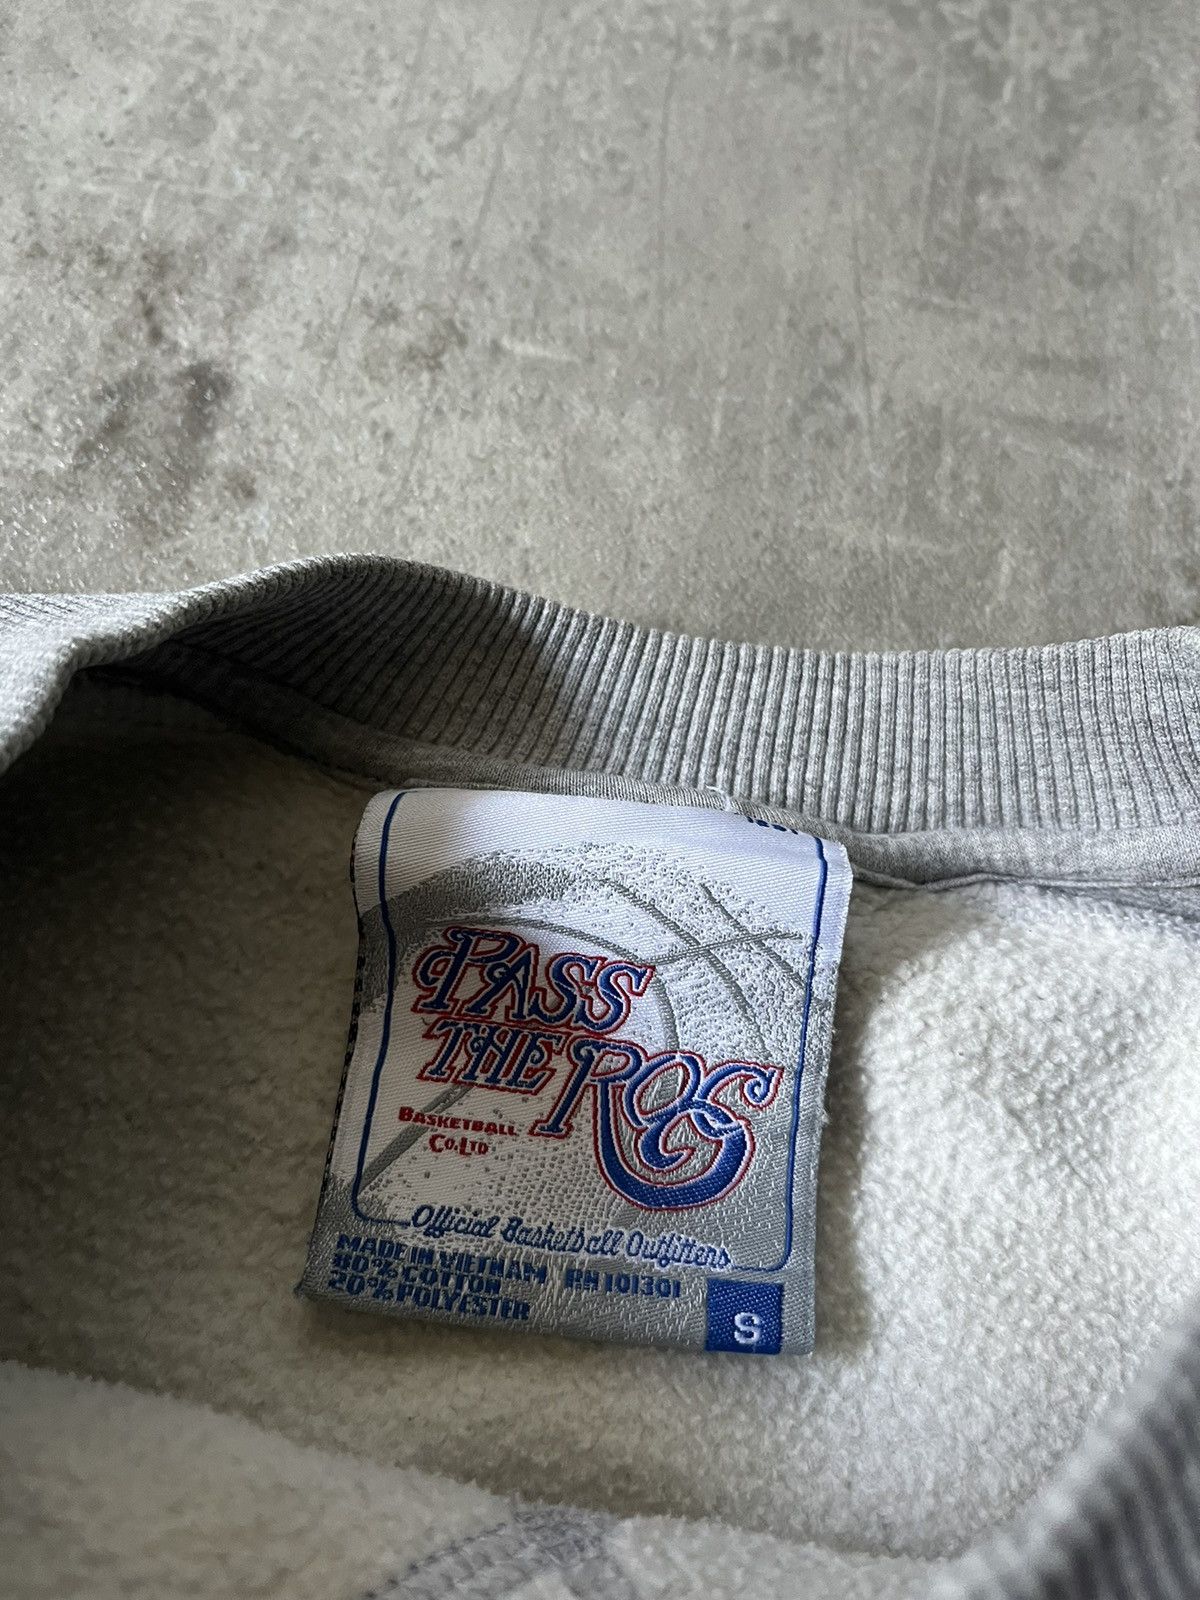 PASS
THE ROC
BASKETBALL
CO. LTD
Official Basketball Outfitters
MADE IN VIETNAM RN 101301
80% COTTON
20% POLYESTER
S